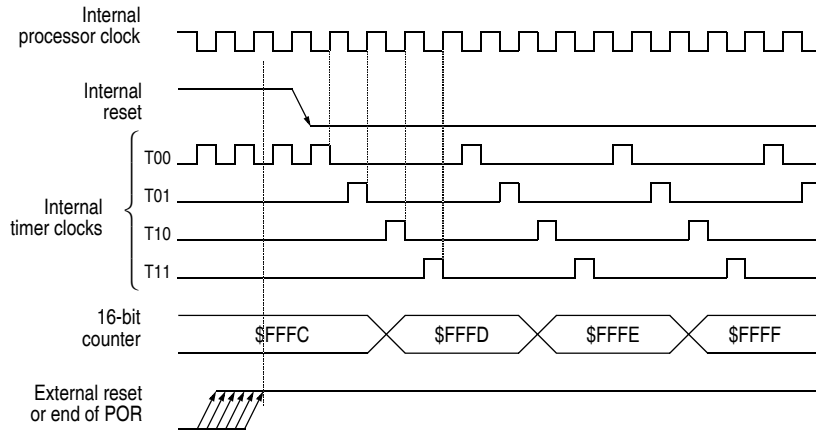 Internal
processor clock
Internal
reset
T00
T01
Internal
timer clocks
T10
T11
16-bit
counter
$FFFC
$FFFD
$FFFE
$FFFF
External reset
or end of POR